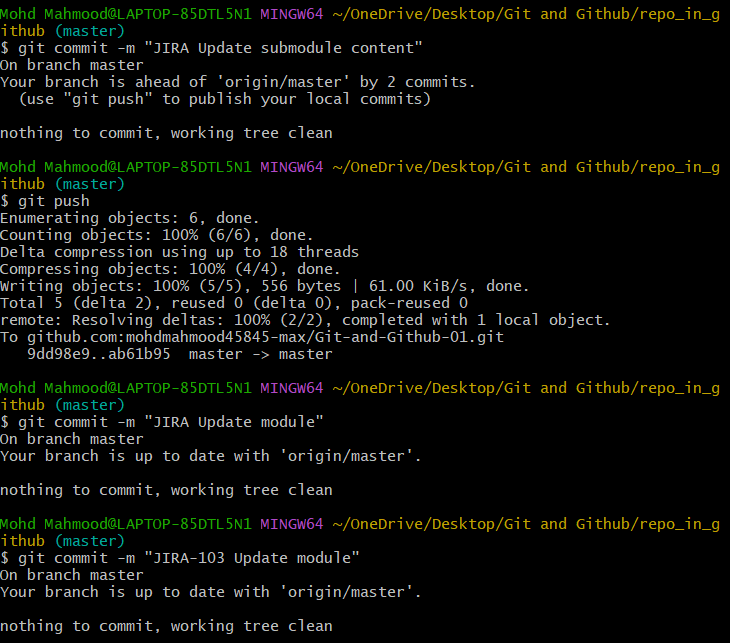 Mohd Mahmood@LAPTOP-85DTL5N1 MINGW64 ~/OneDrive/Desktop/Git and Github/repo_in_g
ithub (master)
$ git commit -m "JIRA Update submodule content"
On branch master
Your branch is ahead of 'origin/master' by 2 commits.
  (use "git push" to publish your local commits)

nothing to commit, working tree clean

Mohd Mahmood@LAPTOP-85DTL5N1 MINGW64 ~/OneDrive/Desktop/Git and Github/repo_in_g
ithub (master)
$ git push
Enumerating objects: 6, done.
Counting objects: 100% (6/6), done.
Delta compression using up to 18 threads
Compressing objects: 100% (4/4), done.
Writing objects: 100% (5/5), 556 bytes | 61.00 KiB/s, done.
Total 5 (delta 2), reused 0 (delta 0), pack-reused 0
remote: Resolving deltas: 100% (2/2), completed with 1 local object.
To github.com:mohdmahmood45845-max/Git-and-Github-01.git
   9dd98e9..ab61b95  master -> master

Mohd Mahmood@LAPTOP-85DTL5N1 MINGW64 ~/OneDrive/Desktop/Git and Github/repo_in_g
ithub (master)
$ git commit -m "JIRA Update module"
On branch master
Your branch is up to date with 'origin/master'.

nothing to commit, working tree clean

Mohd Mahmood@LAPTOP-85DTL5N1 MINGW64 ~/OneDrive/Desktop/Git and Github/repo_in_g
ithub (master)
$ git commit -m "JIRA-103 Update module"
On branch master
Your branch is up to date with 'origin/master'.

nothing to commit, working tree clean